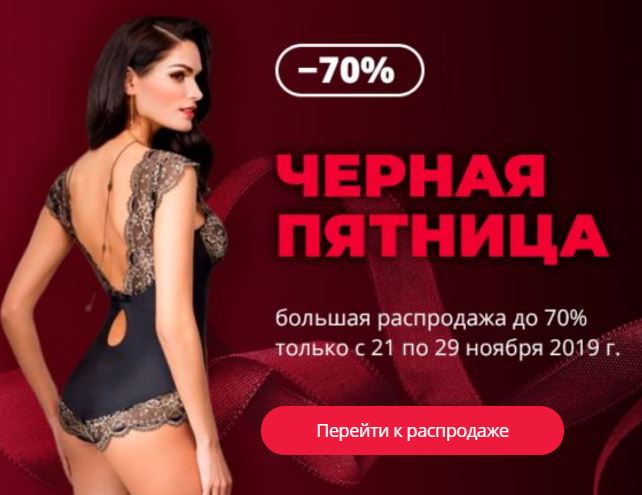 –70%
ЧЕРНАЯ
ПЯТНИЦА
большая распродажа до 70%
только с 21 по 29 ноября 2019 г.
Перейти к распродаже